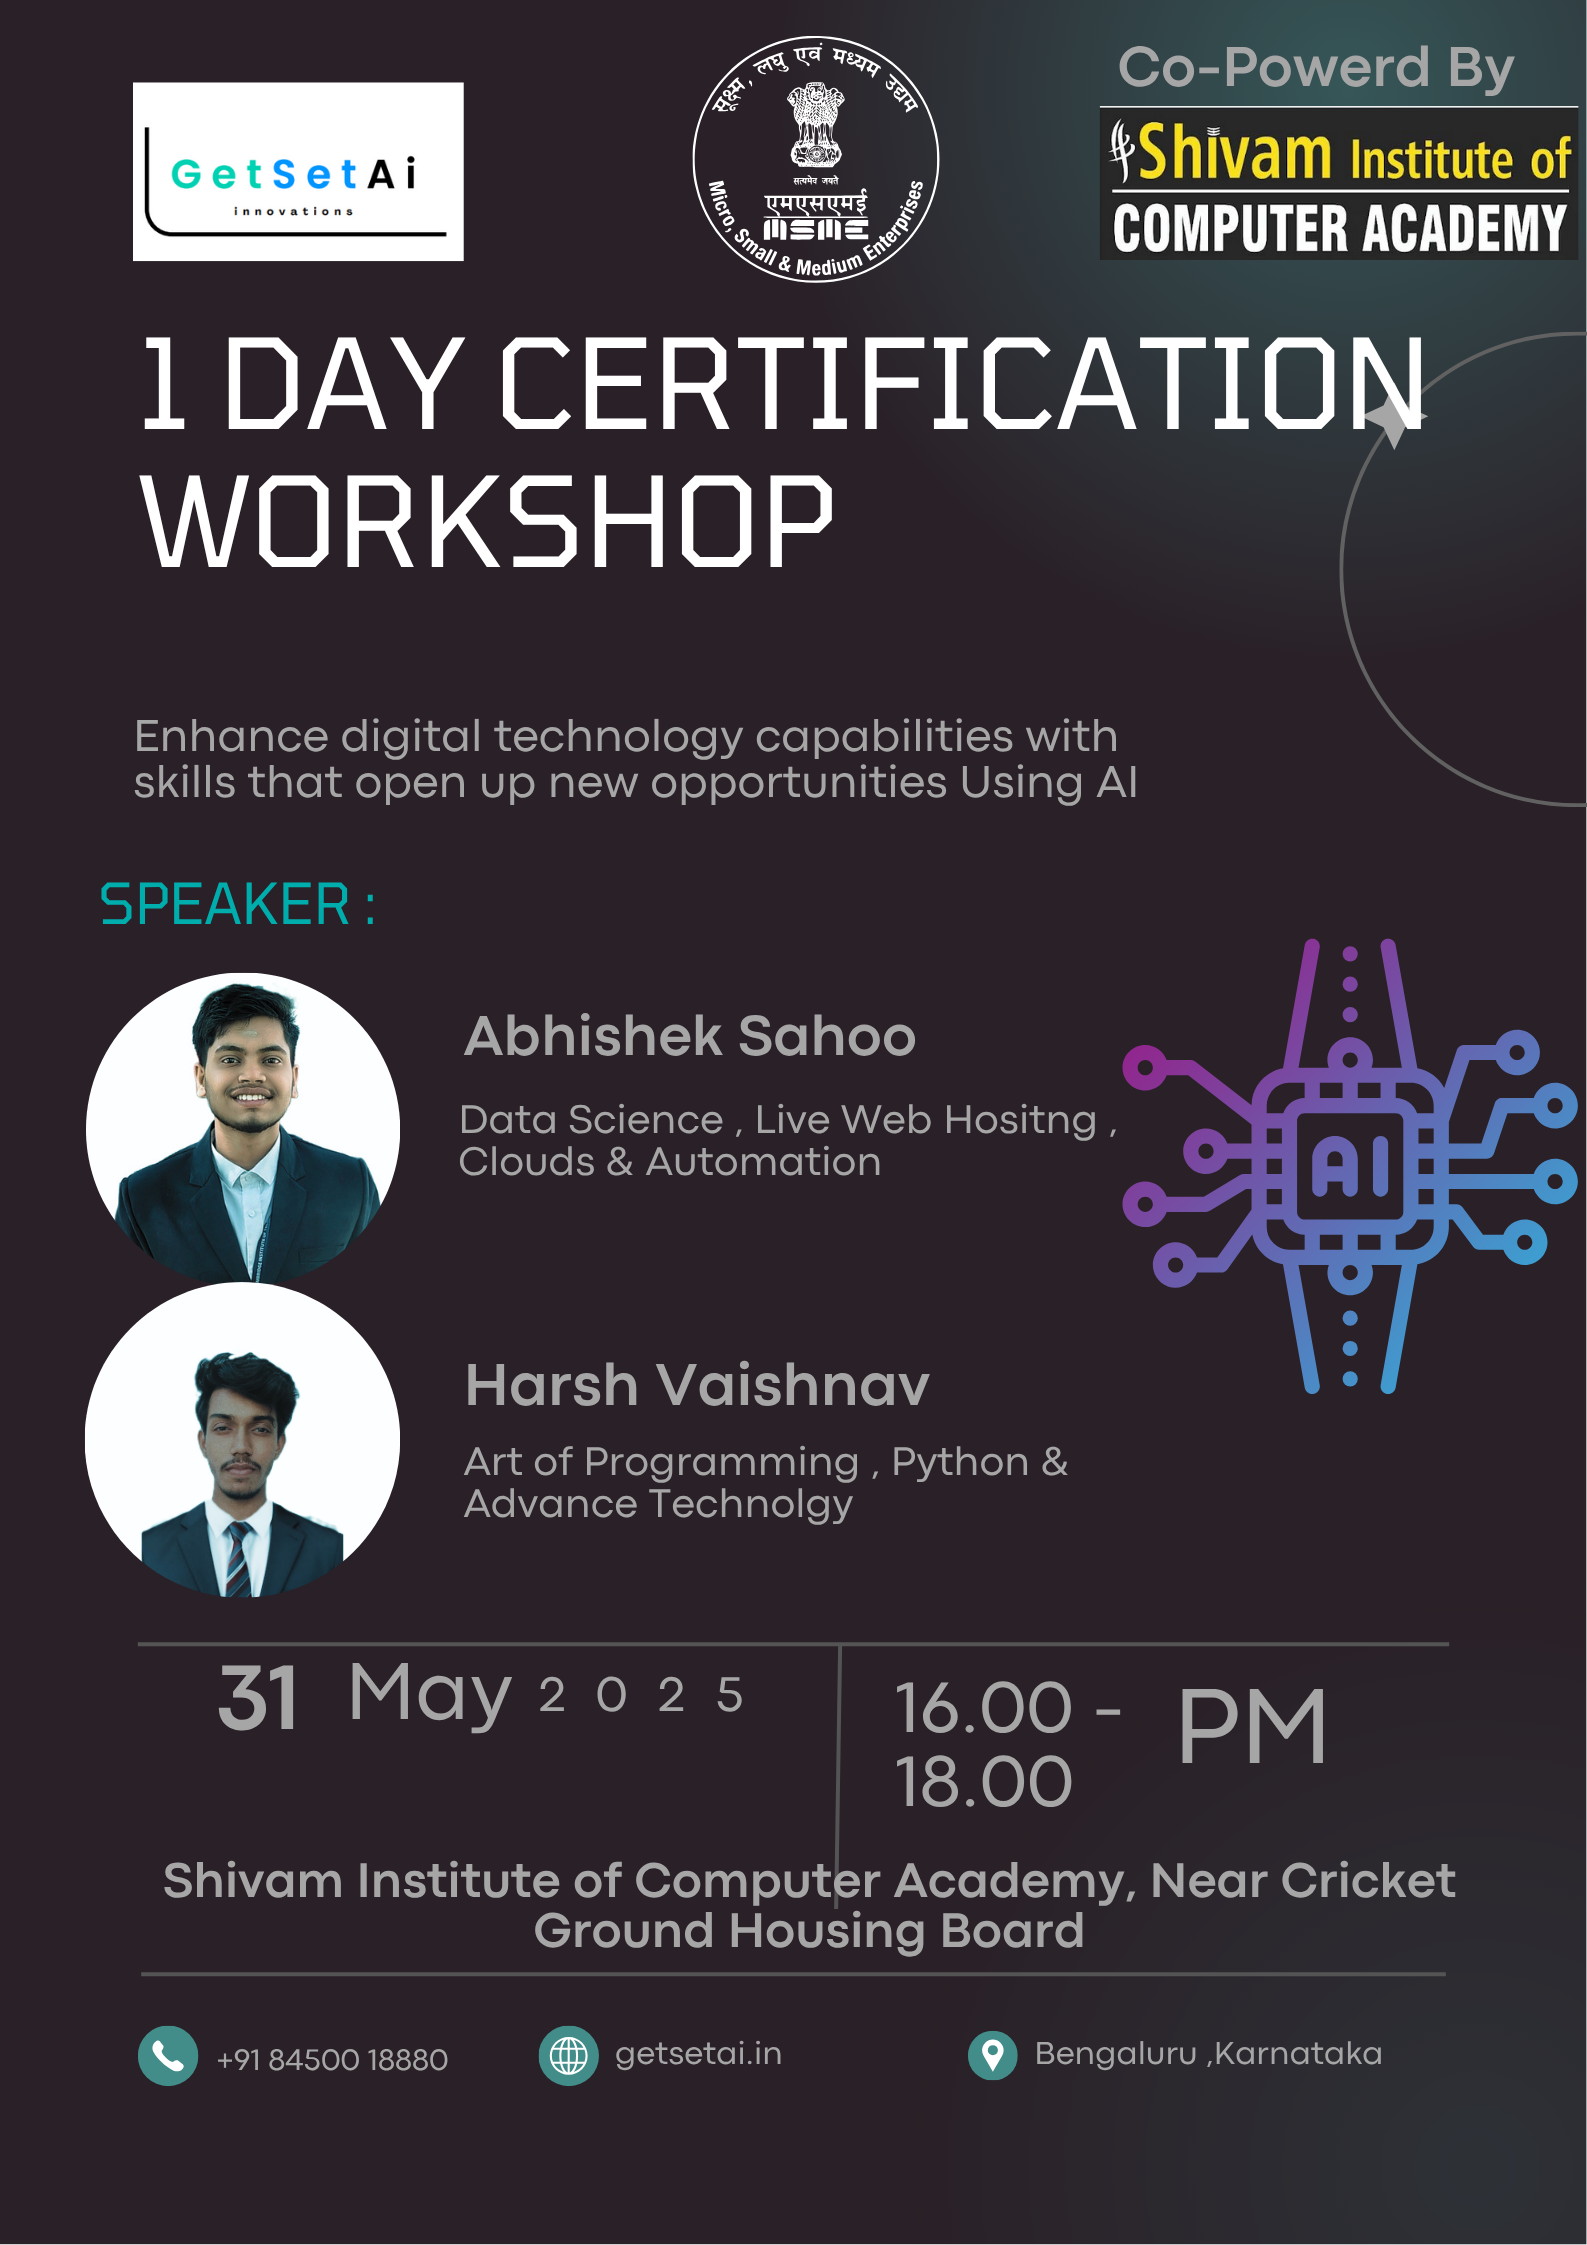 GetSetAi
innovations
सूक्ष्म, लघु एवं मध्यम उद्यम
सत्यमेव जयते
एमएसएमई
MSME
Micro, Small & Medium Enterprises
Co-Powerd By
Shivam Institute of
COMPUTER ACADEMY
1 DAY CERTIFICATION
WORKSHOP
Enhance digital technology capabilities with
skills that open up new opportunities Using AI
SPEAKER :
Abhishek Sahoo
Data Science , Live Web Hositng ,
Clouds & Automation
AI
Harsh Vaishnav
Art of Programming , Python &
Advance Technolgy
31 May 2 0 2 5
16.00 - PM
18.00
Shivam Institute of Computer Academy, Near Cricket
Ground Housing Board
+91 84500 18880
getsetai.in
Bengaluru ,Karnataka